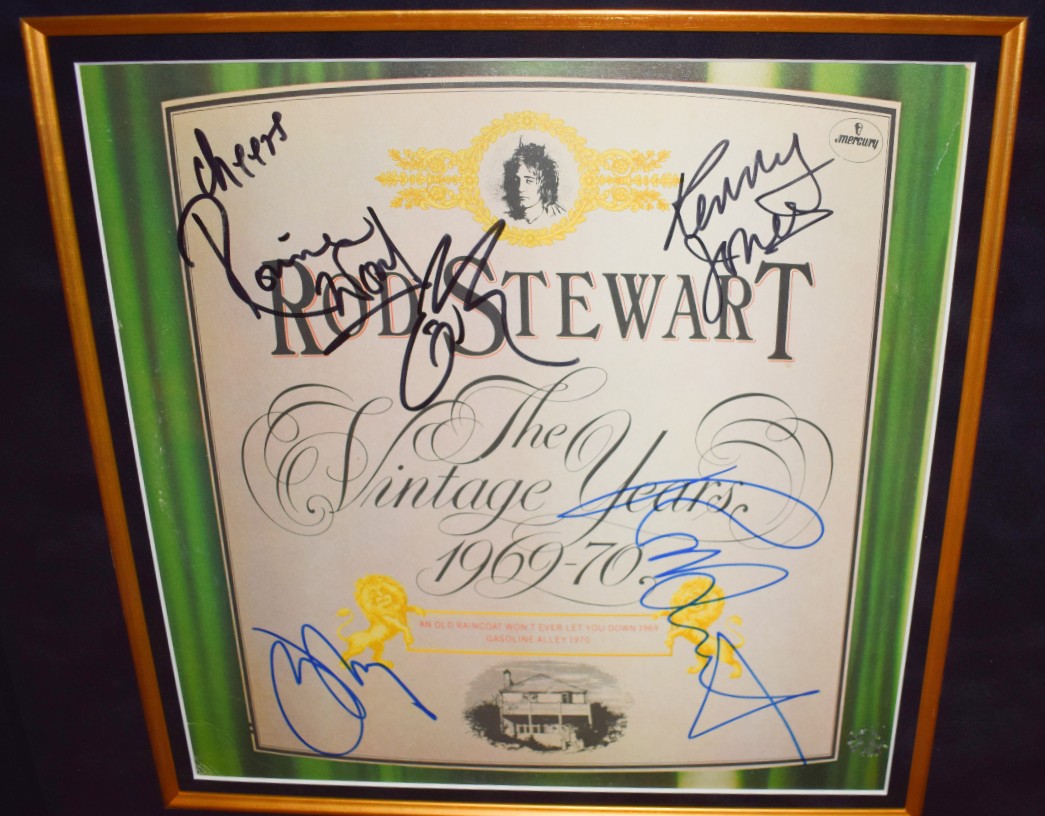 cheers
mercury
Kenny
Jones
ROD STEWART
The
Vintage Years
1969-70
AN OLD RAINCOAT WON'T EVER LET YOU DOWN 1969
GASOLINE ALLEY 1970